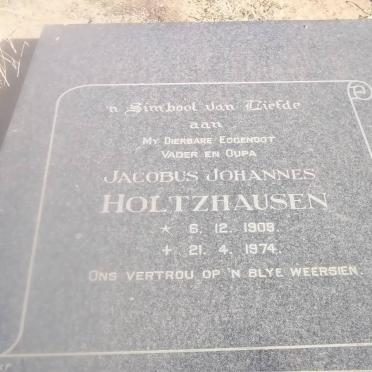 'n Simbool van Liefde
aan
My Dierbare Eggenoot
Vader en Oupa
Jacobus Johannes
Holtzhausen
* 6. 12. 1909.
+ 21. 4. 1974.
Ons vertrou op 'n blye weersien.